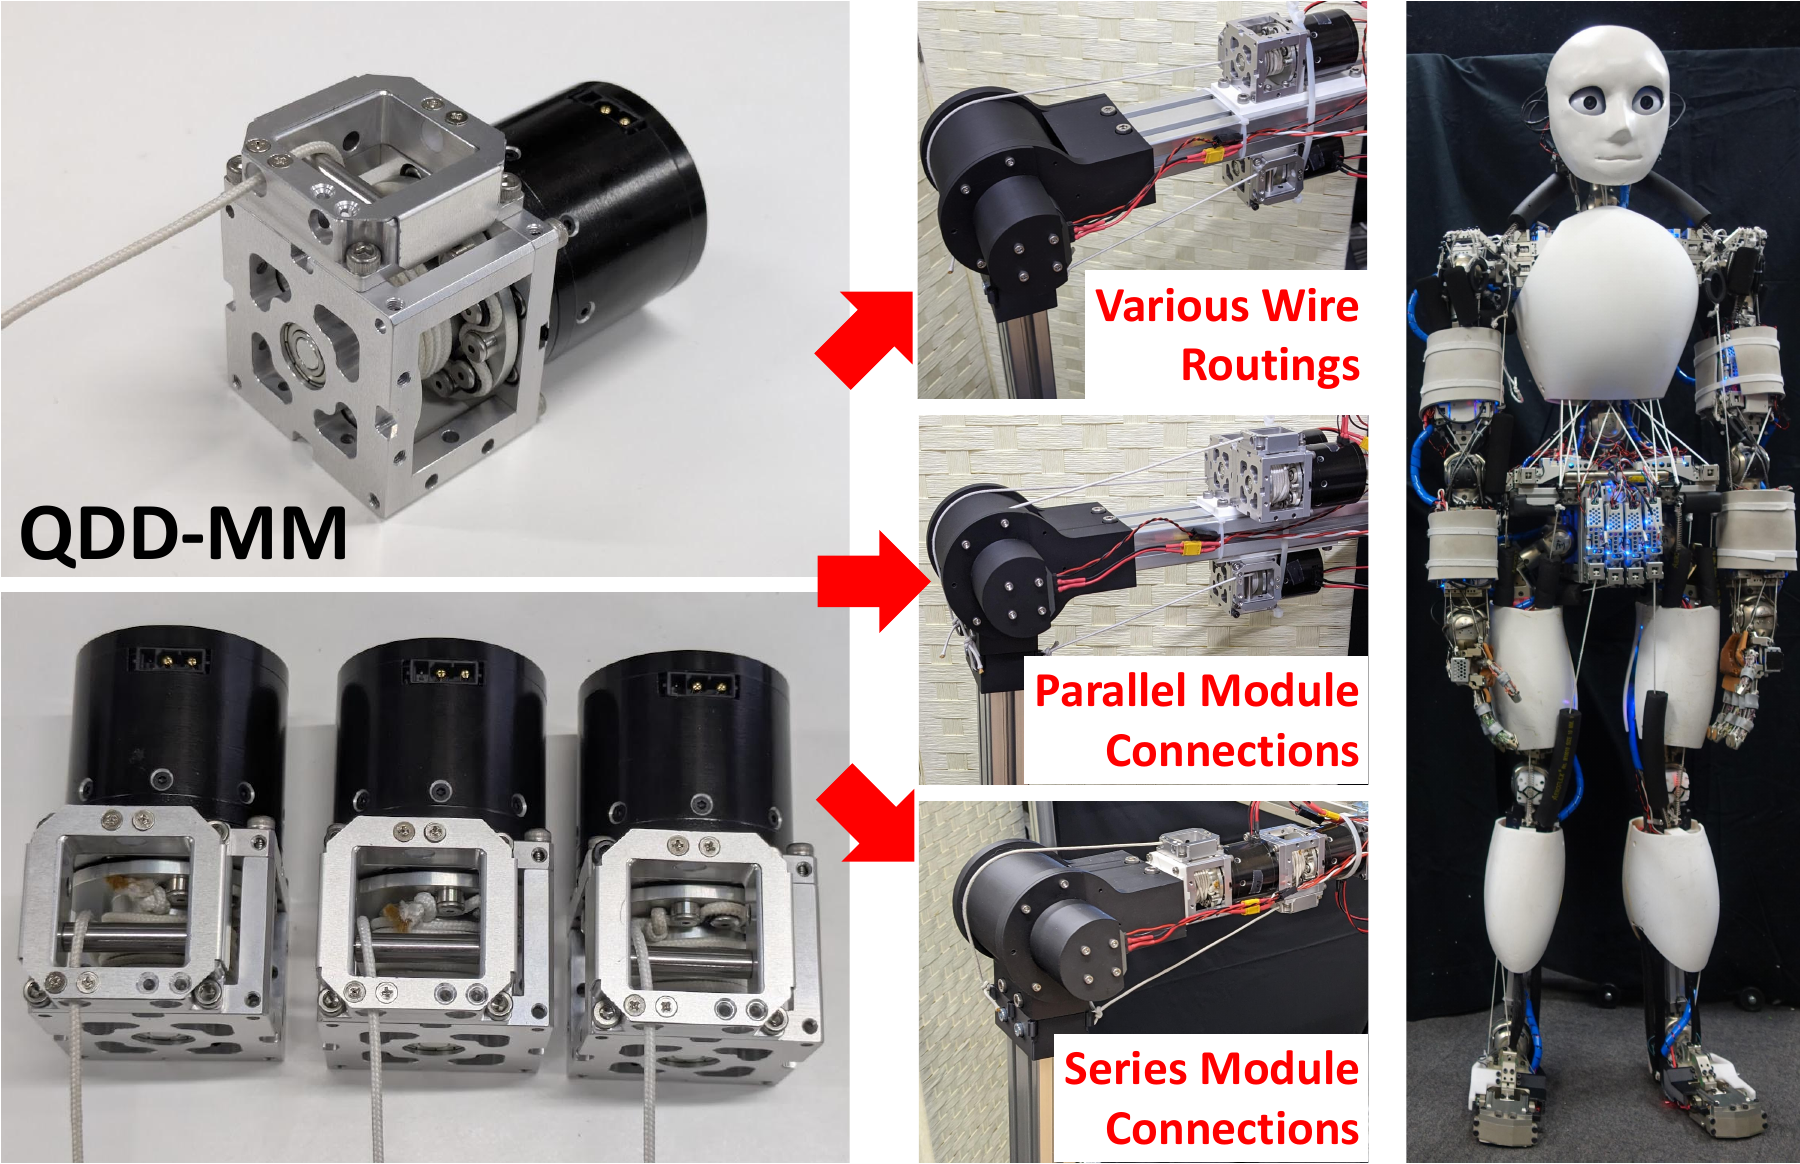 QDD-MM
Various Wire
Routings
Parallel Module
Connections
Series Module
Connections